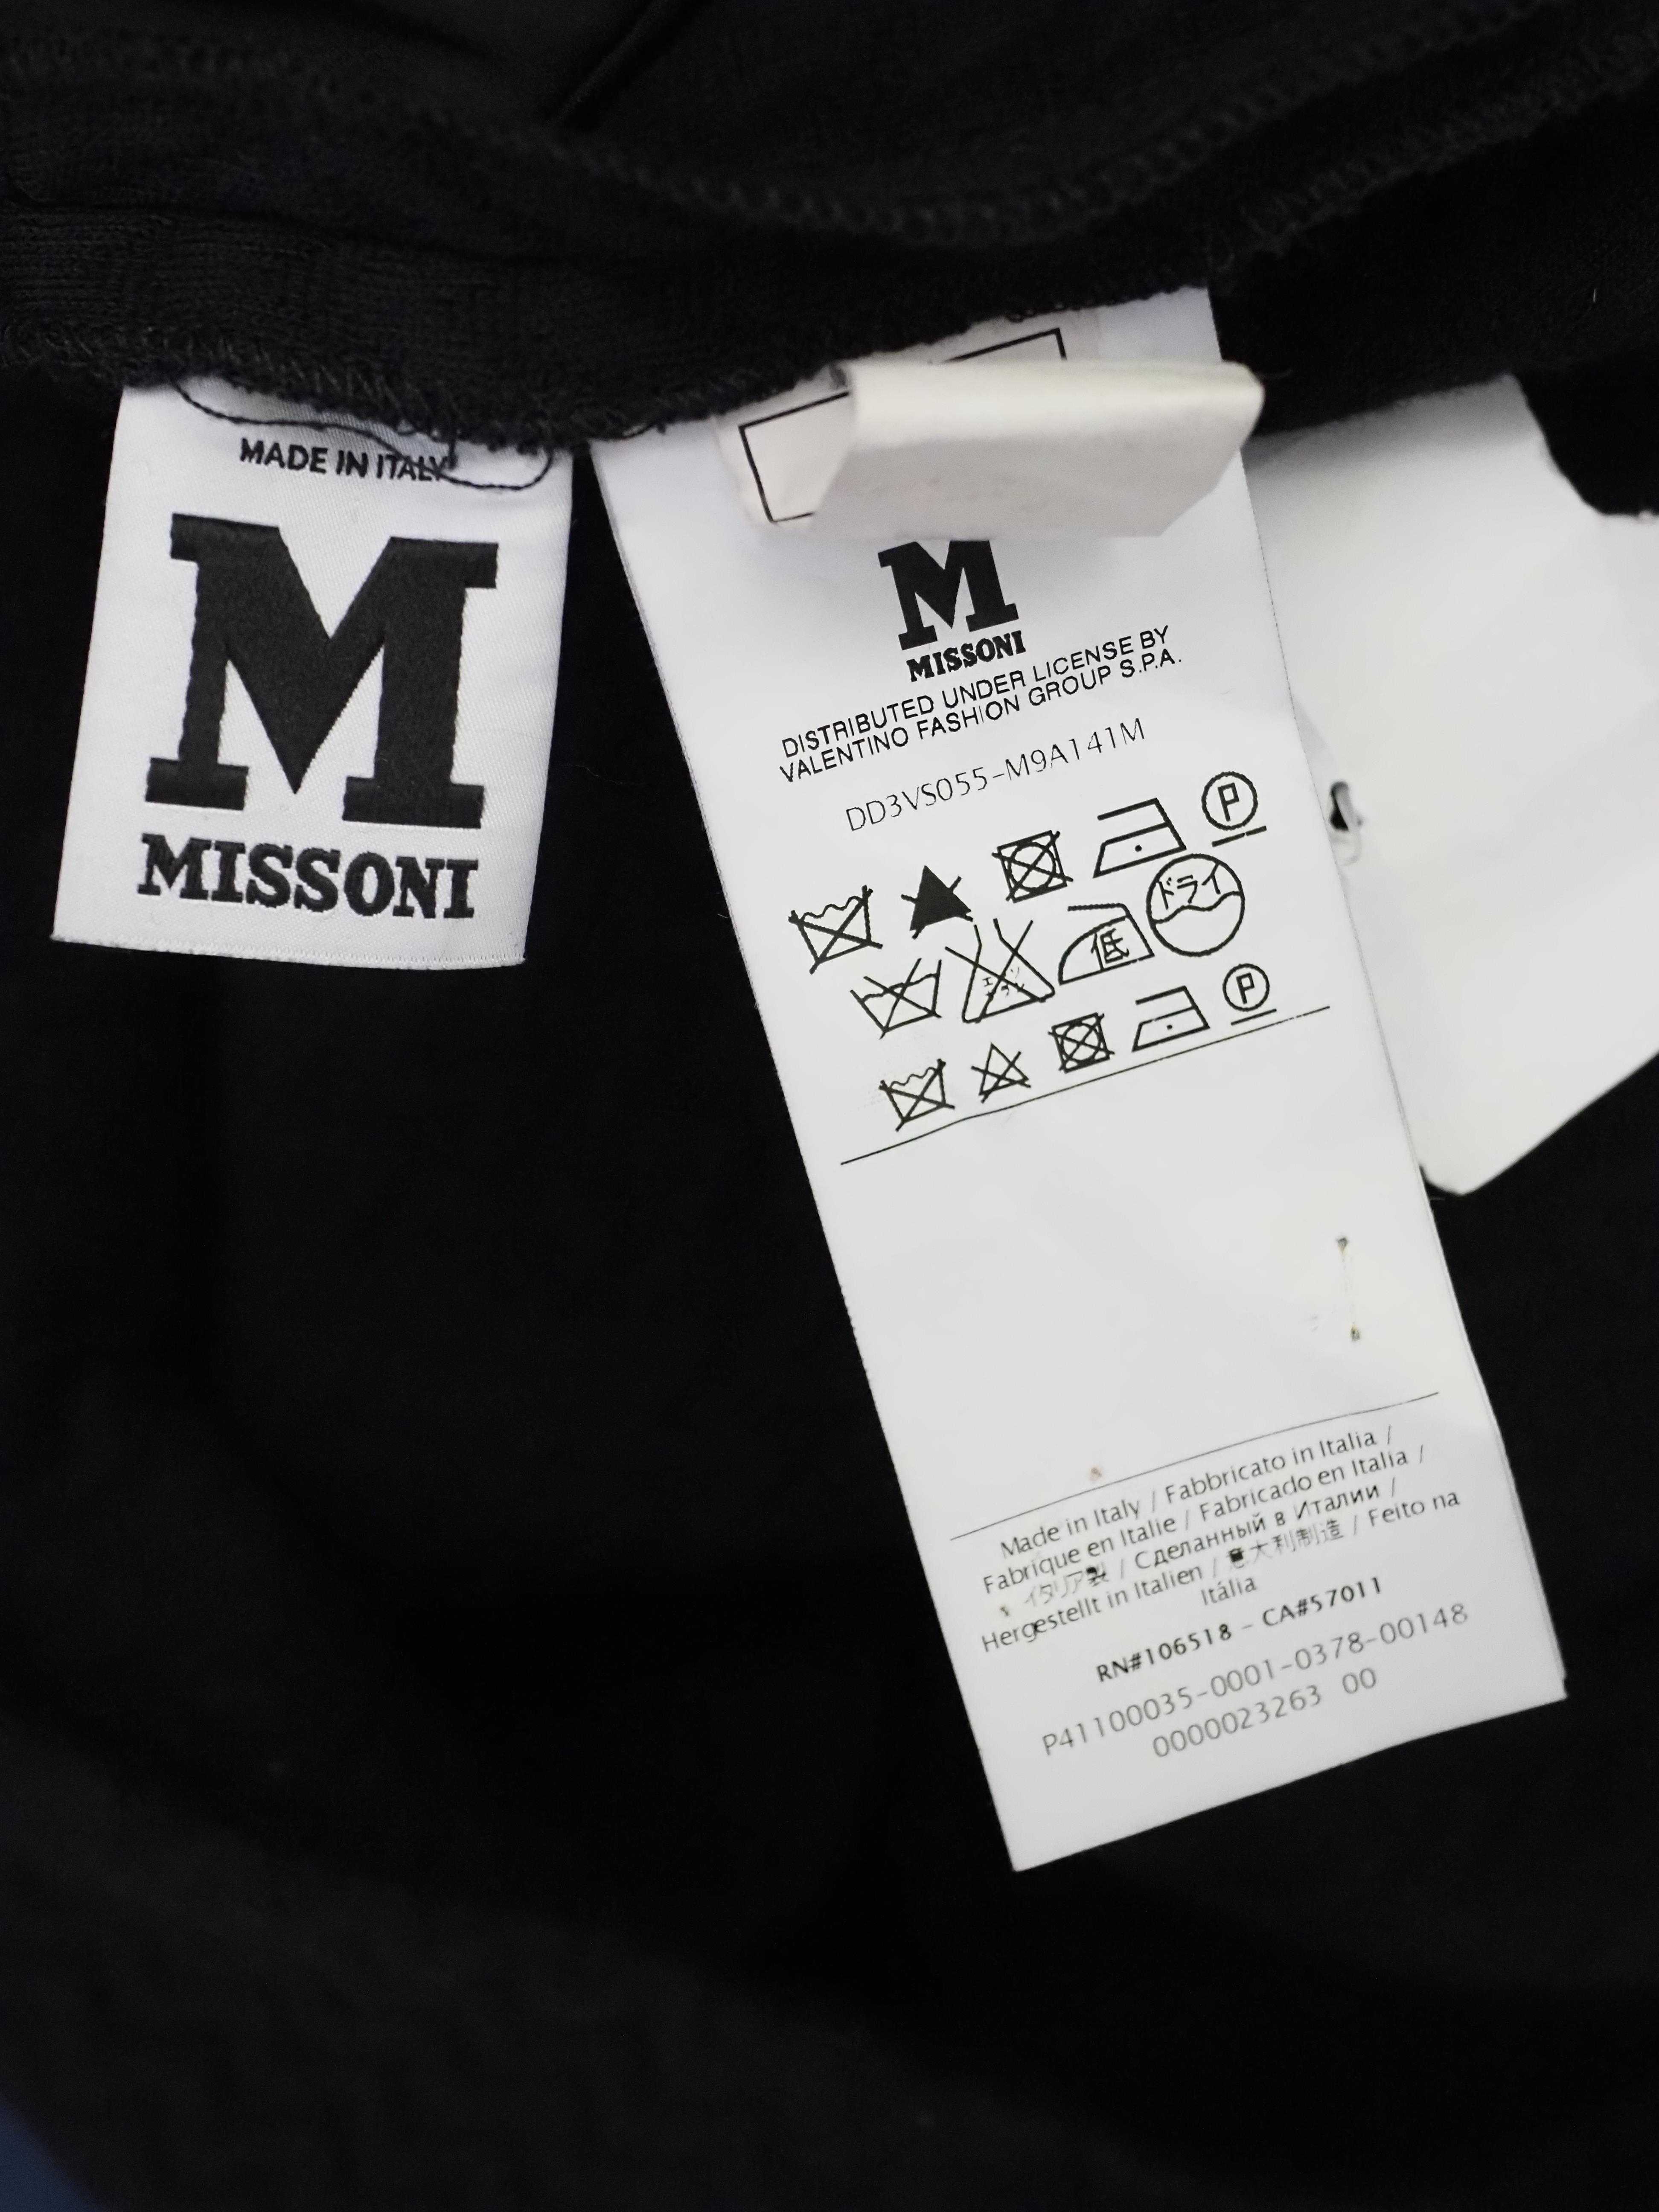 MADE IN ITALY
M
MISSONI
M
MISSONI
DISTRIBUTED UNDER LICENSE BY
VALENTINO FASHION GROUP S.P.A.
DD3VS055-M9A141M
P
ドライ
エンソ
低
P
Made in Italy / Fabbricato in Italia /
Fabrique en Italie / Fabricado en Italia /
イタリア製 / Сделанный в Италии /
Hergestellt in Italien / 意大利制造 / Feito na
Itália
RN#106518 - CA#57011
P41100035-0001-0378-00148
0000023263 00